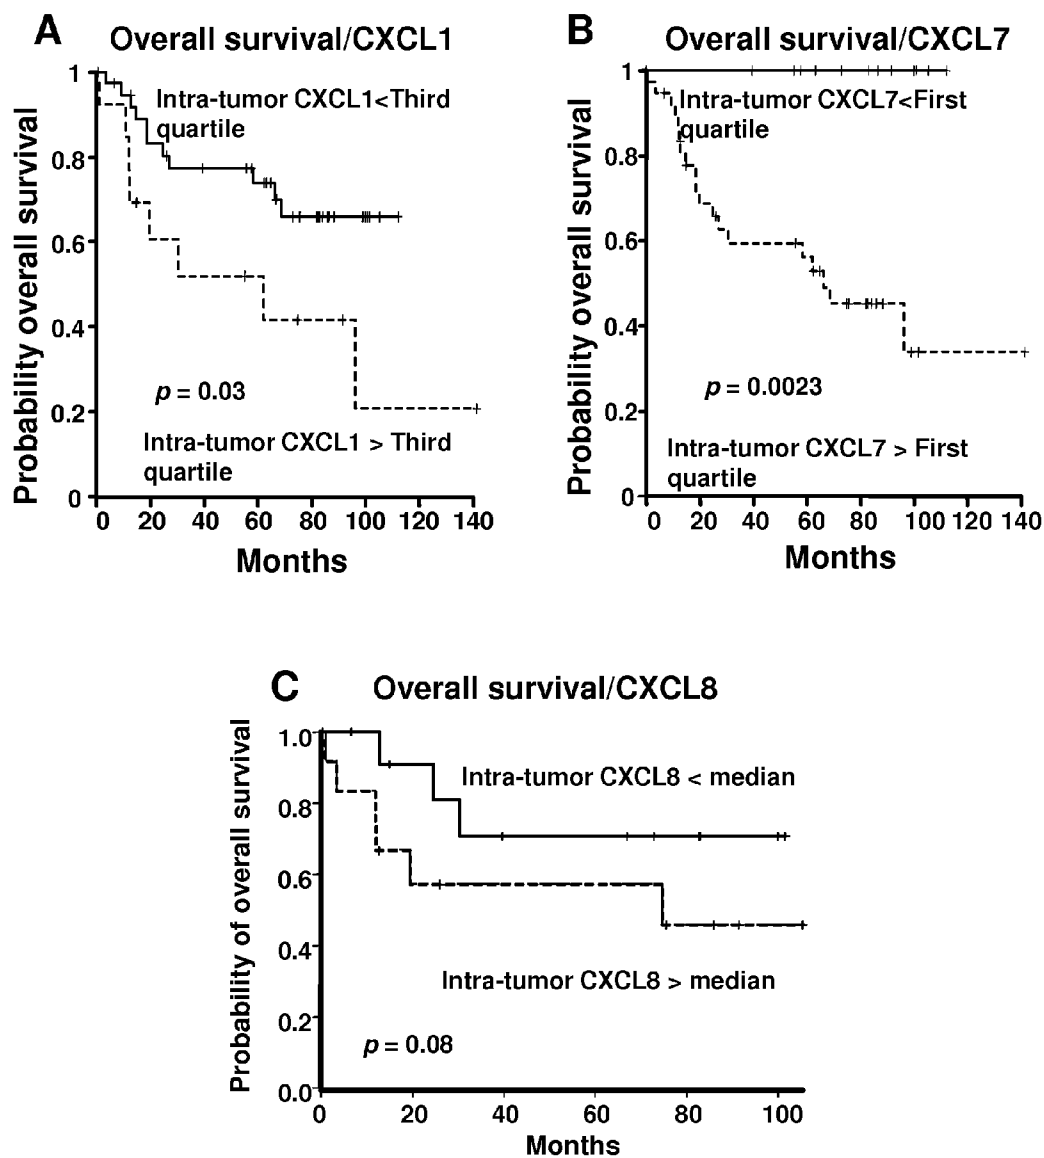 A
Overall survival/CXCL1
Probability overall survival
1
0.8
0.6
0.4
0.2
0
Intra-tumor CXCL1<Third
quartile
p = 0.03
Intra-tumor CXCL1 > Third
quartile
0 20 40 60 80 100 120 140
Months
B
Overall survival/CXCL7
Probability overall survival
1
0.8
0.6
0.4
0.2
0
Intra-tumor CXCL7<First
quartile
p = 0.0023
Intra-tumor CXCL7 > First
quartile
0 20 40 60 80 100 120 140
Months
C
Overall survival/CXCL8
Probability of overall survival
1.0
0.8
0.6
0.4
0.2
0.0
Intra-tumor CXCL8 < median
Intra-tumor CXCL8 > median
p = 0.08
0 20 40 60 80 100
Months